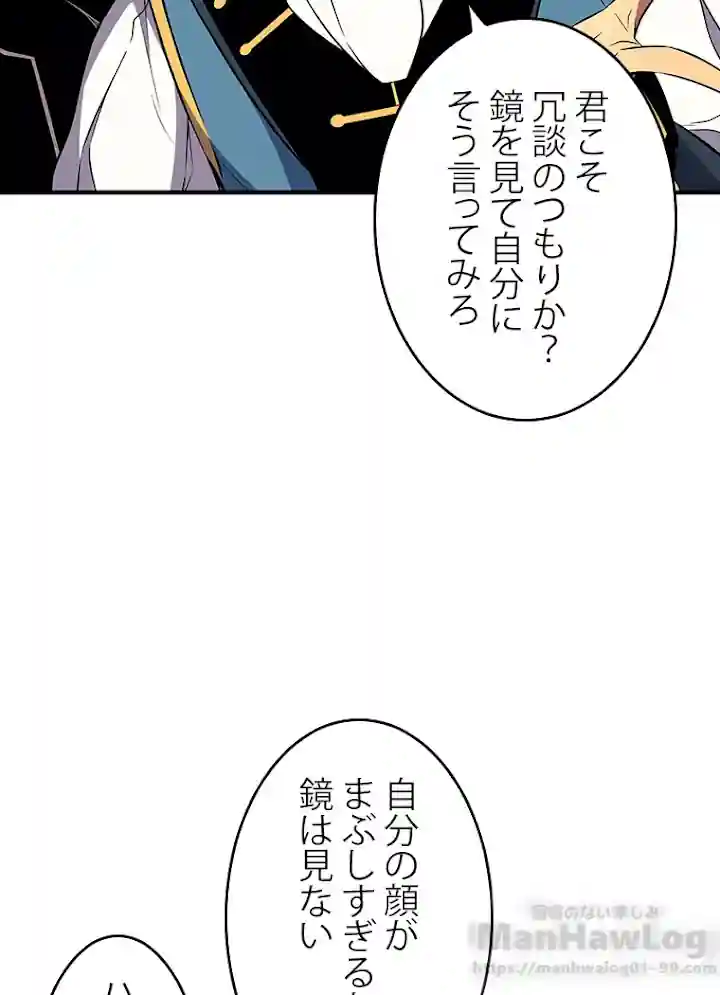 君こそ
冗談のつもりか？
鏡を見て自分に
そう言ってみろ
自分の顔が
まぶしすぎる
鏡は見ない
ManHawLog